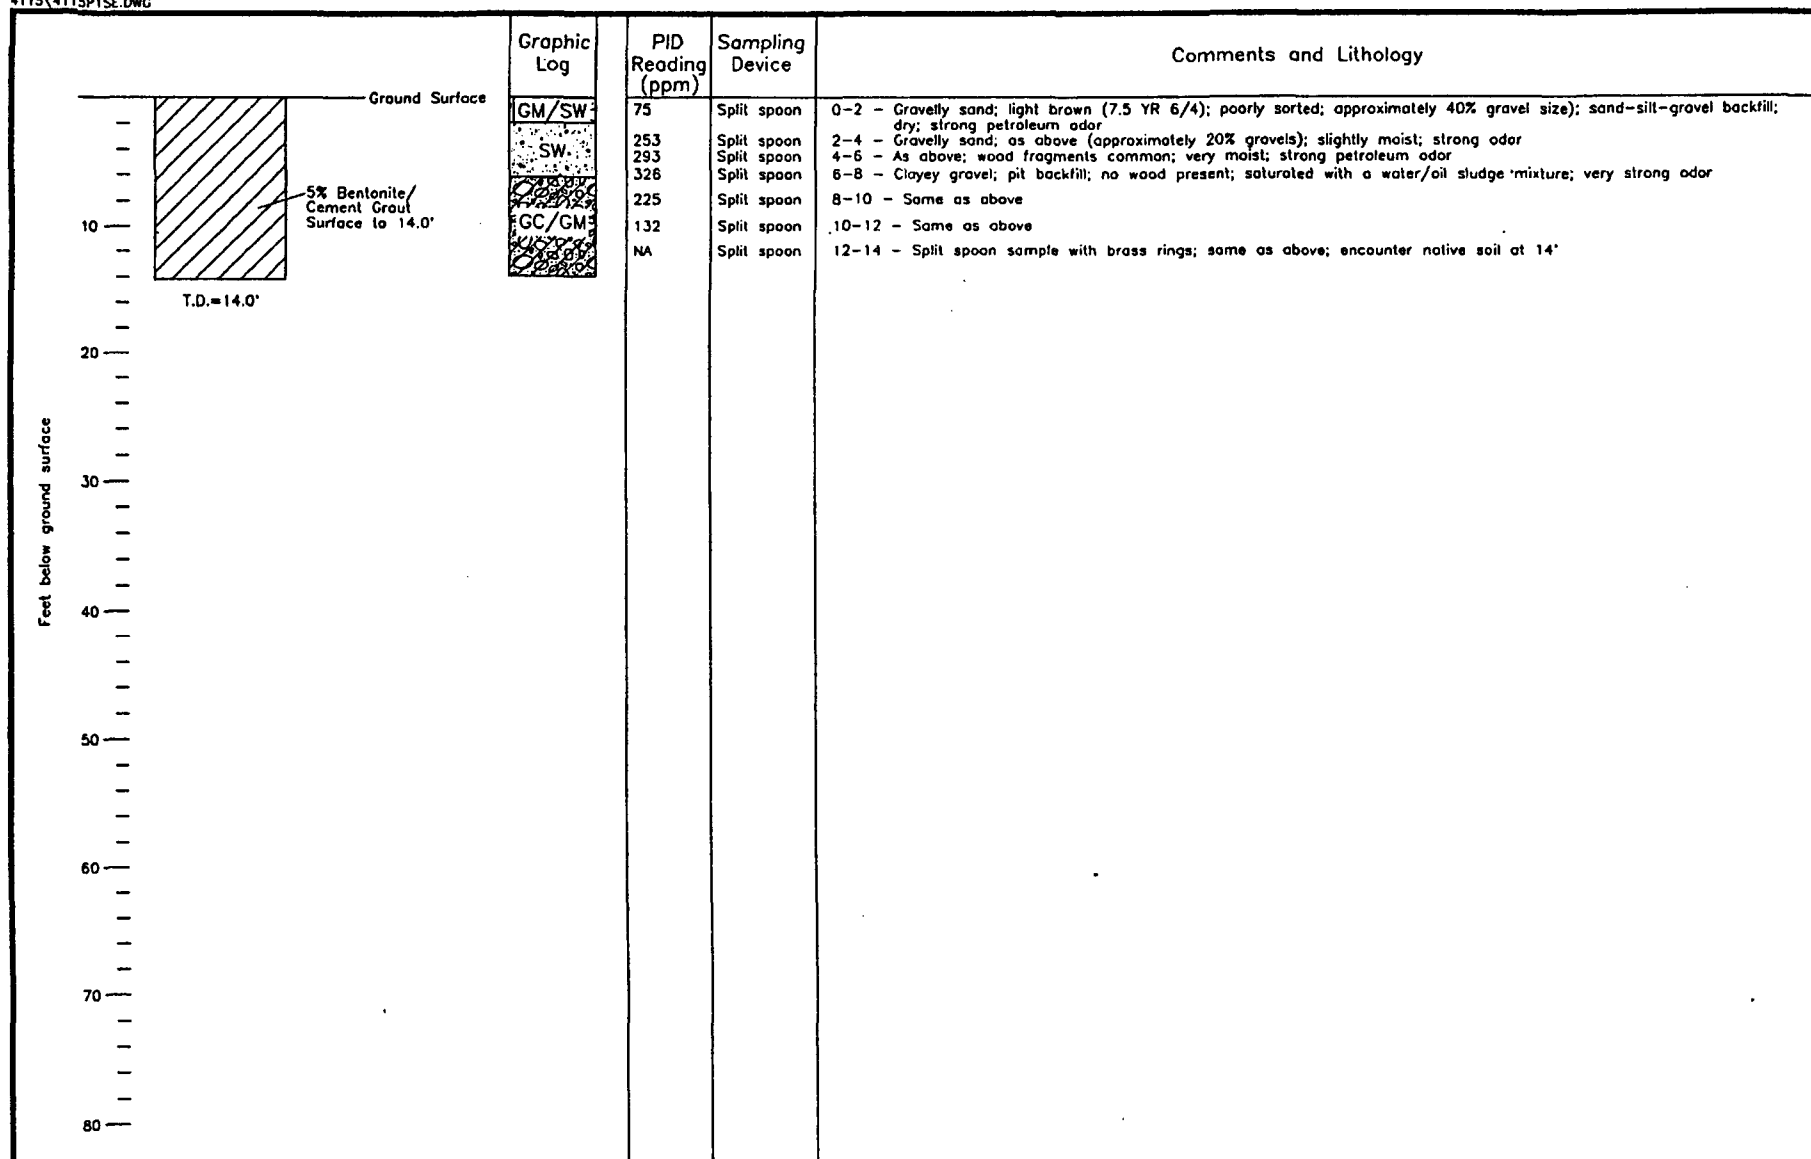 4115\4115P1SE.DWG
Graphic Log
PID Reading (ppm)
Sampling Device
Comments and Lithology
Ground Surface
GM/SW
75 Split spoon 0-2 - Gravelly sand; light brown (7.5 YR 6/4); poorly sorted; approximately 40% gravel size); sand-silt-gravel backfill;
dry; strong petroleum odor
253 Split spoon 2-4 - Gravelly sand; as above (approximately 20% gravels); slightly moist; strong odor
SW
293 Split spoon 4-6 - As above; wood fragments common; very moist; strong petroleum odor
326 Split spoon 6-8 - Clayey gravel; pit backfill; no wood present; saturated with a water/oil sludge mixture; very strong odor
5% Bentonite/
Cement Grout
Surface to 14.0'
225 Split spoon 8-10 - Same as above
10
GC/GM
132 Split spoon 10-12 - Same as above
NA Split spoon 12-14 - Split spoon sample with brass rings; same as above; encounter native soil at 14'
T.D.=14.0'
20
30
40
50
60
70
80
Feet below ground surface